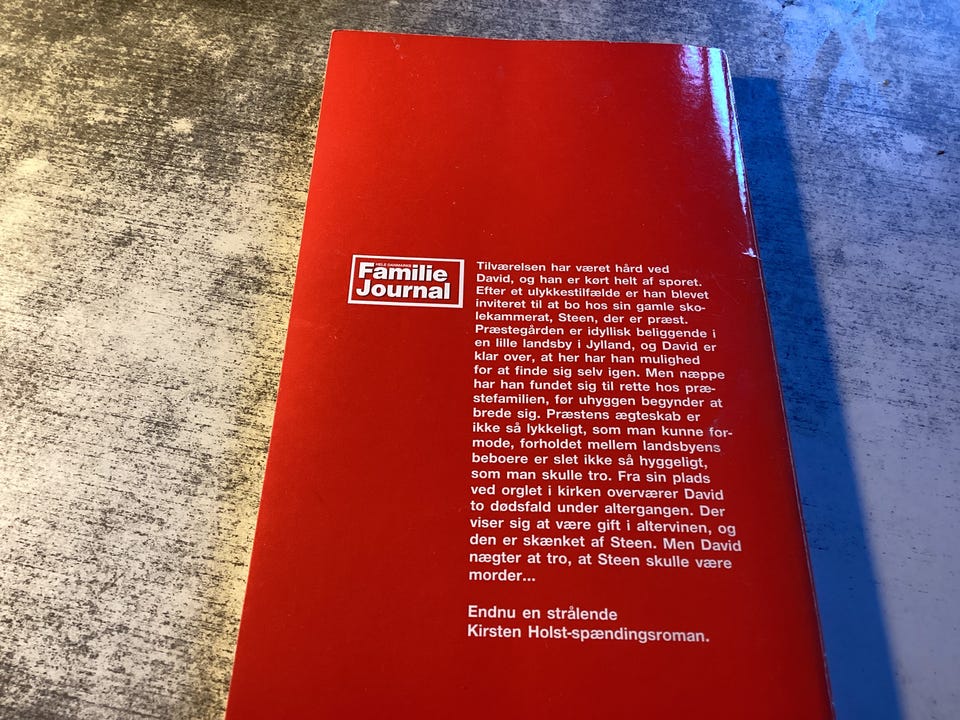 HELE DANMARKS
Familie
Journal
Tilværelsen har været hård ved
David, og han er kørt helt af sporet.
Efter et ulykkestilfælde er han blevet
inviteret til at bo hos sin gamle sko-
lekammerat, Steen, der er præst.
Præstegården er idyllisk beliggende i
en lille landsby i Jylland, og David er
klar over, at her har han mulighed
for at finde sig selv igen. Men næppe
har han fundet sig til rette hos præ-
stefamilien, før uhyggen begynder at
brede sig. Præstens ægteskab er
ikke så lykkeligt, som man kunne for-
mode, forholdet mellem landsbyens
beboere er slet ikke så hyggeligt,
som man skulle tro. Fra sin plads
ved orglet i kirken overværer David
to dødsfald under altergangen. Der
viser sig at være gift i altervinen, og
den er skænket af Steen. Men David
nægter at tro, at Steen skulle være
morder...
Endnu en strålende
Kirsten Holst-spændingsroman.